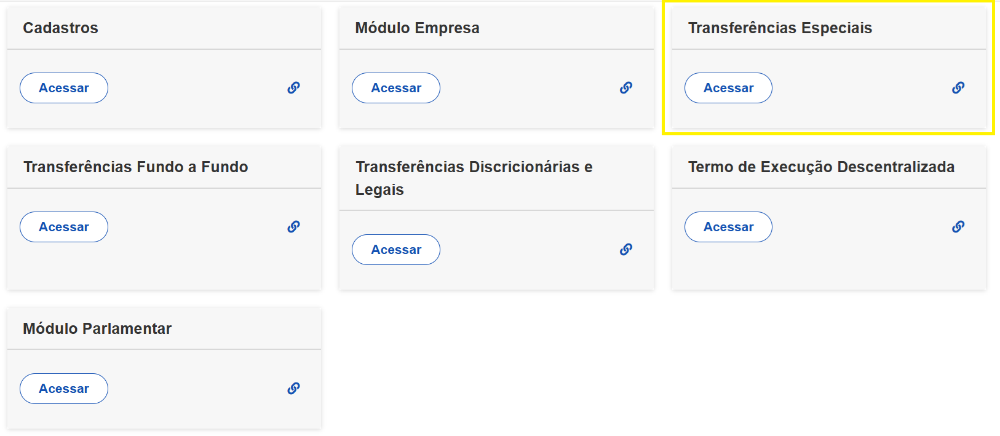 Cadastros
Módulo Empresa
Transferências Especiais
Acessar
Acessar
Acessar
Transferências Fundo a Fundo
Transferências Discricionárias e
Legais
Termo de Execução Descentralizada
Acessar
Acessar
Acessar
Módulo Parlamentar
Acessar